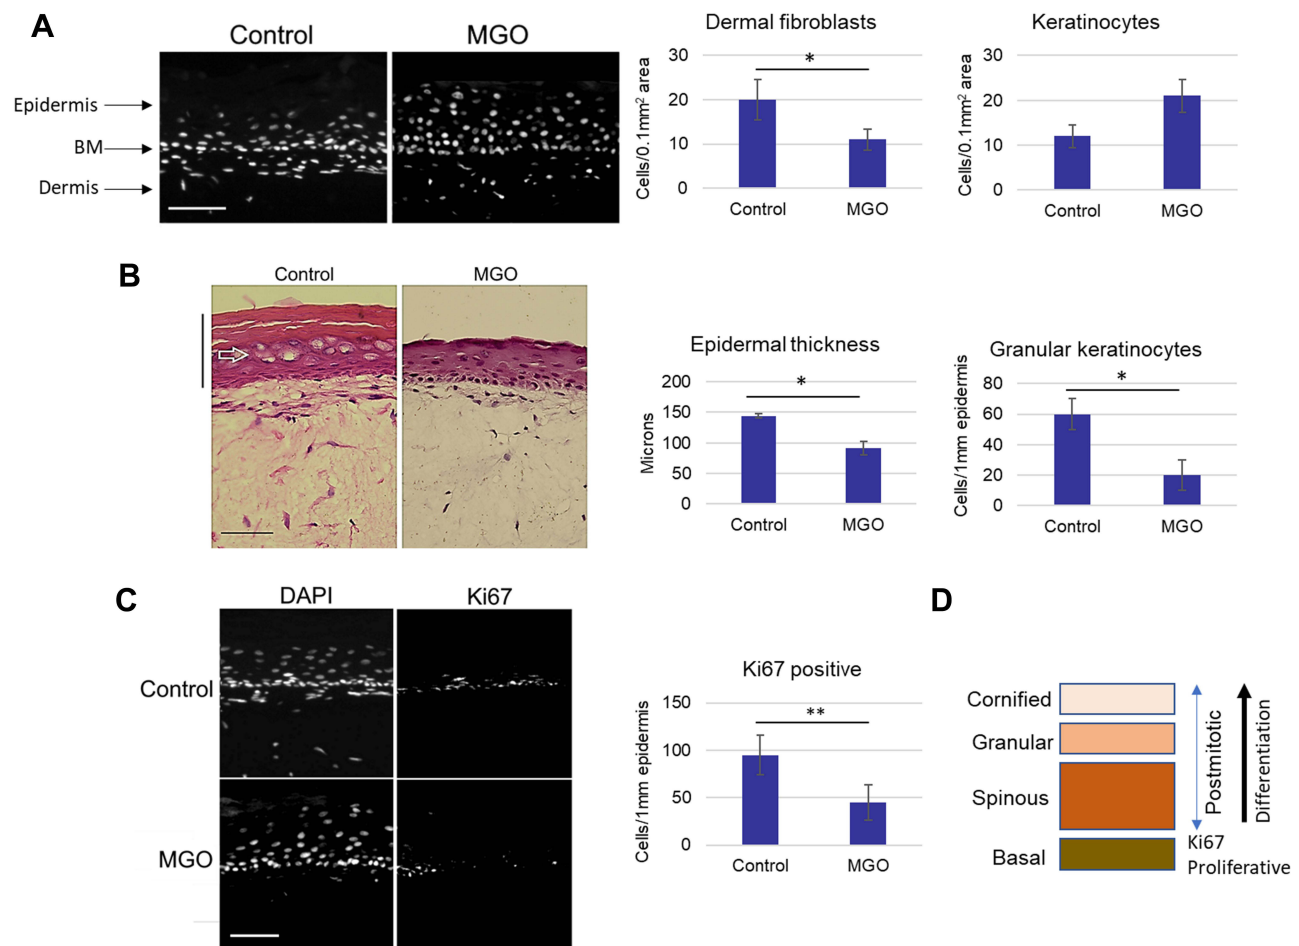 A
Control
MGO
Epidermis
BM
Dermis
Dermal fibroblasts
Cells/0.1mm² area
30
20
10
0
*
Control
MGO
Keratinocytes
Cells/0.1mm² area
30
20
10
0
Control
MGO
B
Control
MGO
Epidermal thickness
Microns
200
150
100
50
0
*
Control
MGO
Granular keratinocytes
Cells/1mm epidermis
80
60
40
20
0
*
Control
MGO
C
DAPI
Ki67
Control
MGO
Ki67 positive
Cells/1mm epidermis
150
100
50
0
**
Control
MGO
D
Cornified
Granular
Spinous
Basal
Postmitotic
Differentiation
Ki67
Proliferative